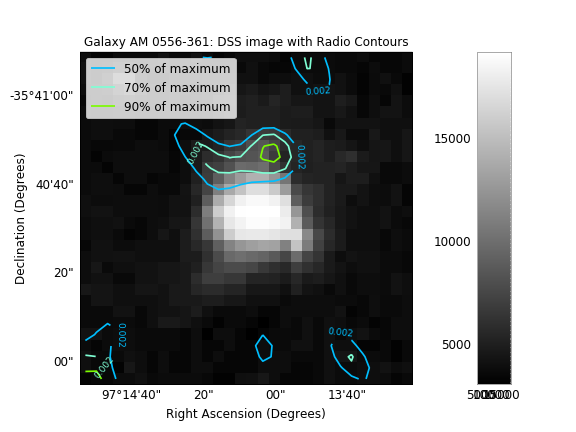 Galaxy AM 0556-361: DSS image with Radio Contours
50% of maximum
70% of maximum
90% of maximum
0.002
0.002
0.002
0.002
0.002
0.002
-35°41'00"
40'40"
20"
00"
97°14'40" 20" 00" 13'40"
Right Ascension (Degrees)
Declination (Degrees)
15000
10000
5000